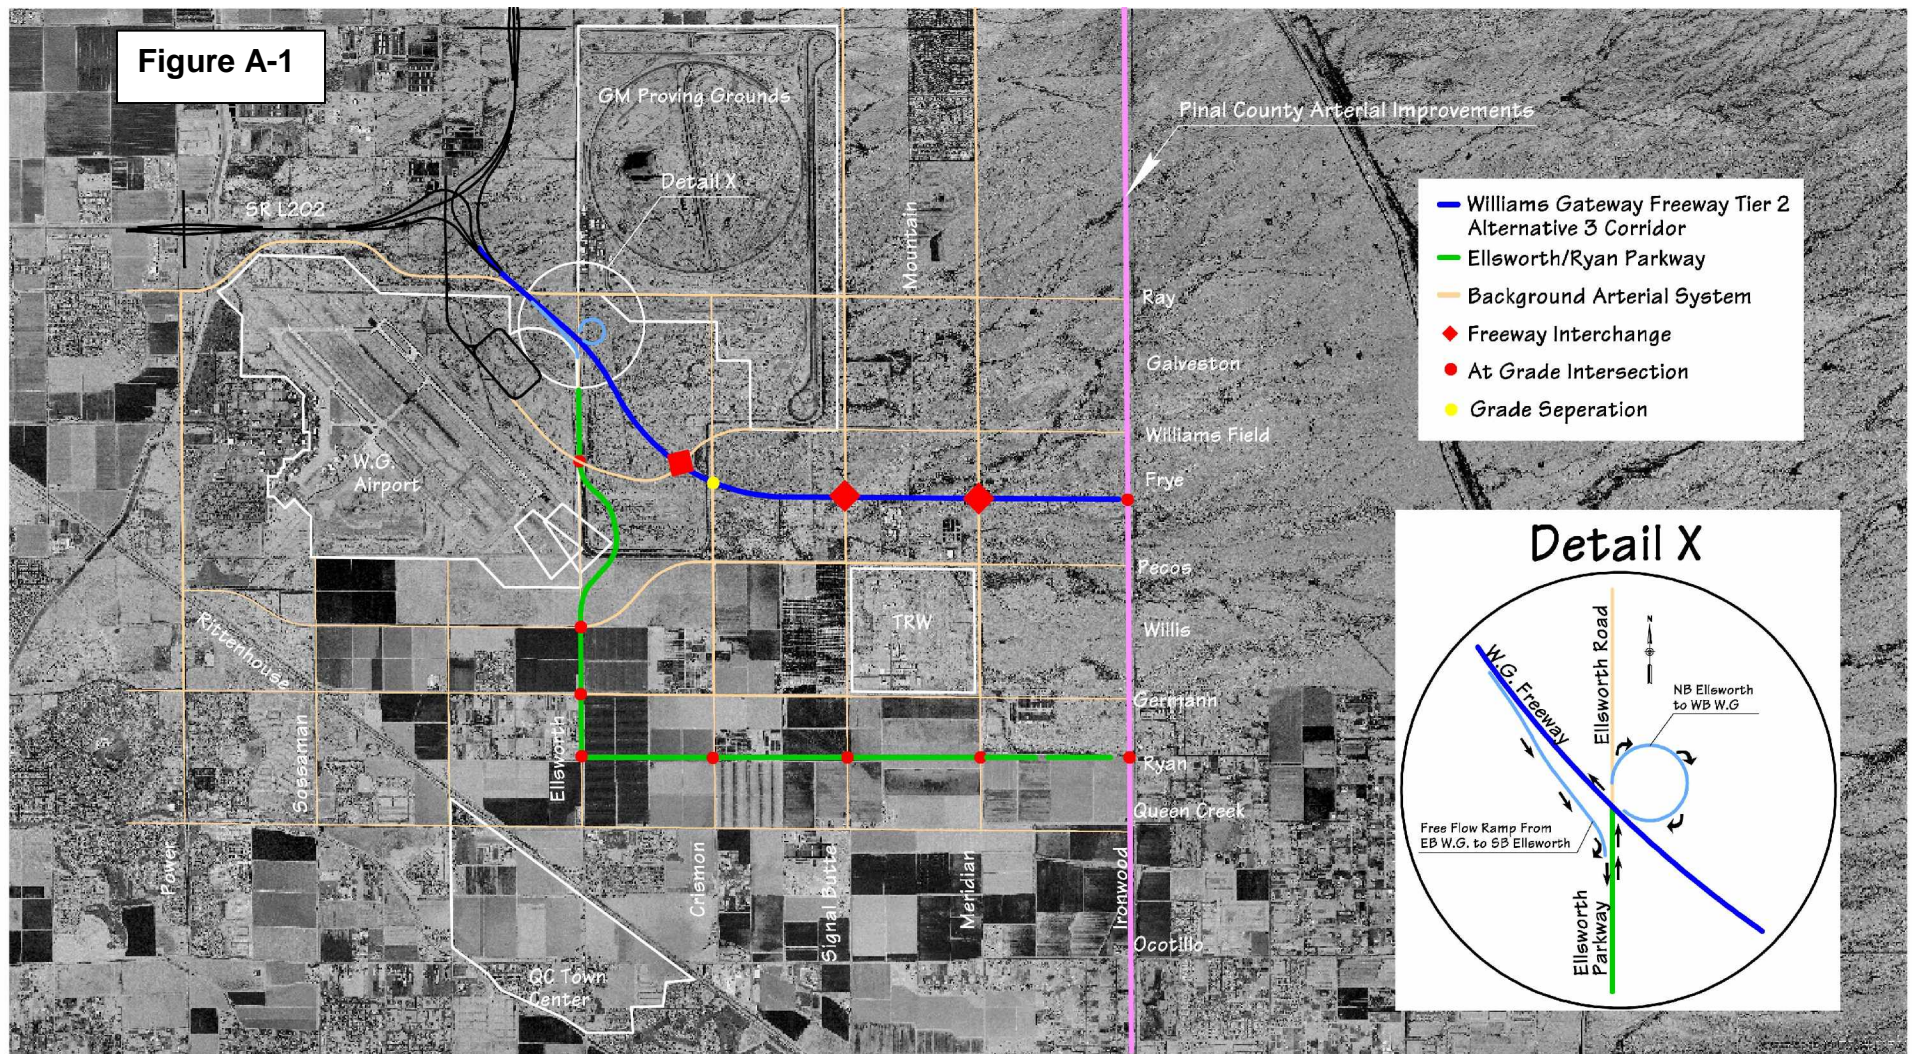 Figure A-1
GM Proving Grounds
Pinal County Arterial Improvements
Detail X
SR L202
Mountain
Williams Gateway Freeway Tier 2
Alternative 3 Corridor
Ellsworth/Ryan Parkway
Background Arterial System
Freeway Interchange
At Grade Intersection
Grade Seperation
Ray
Galveston
Williams Field
Frye
W.G.
Airport
Pecos
TRW
Willis
Rittenhouse
Germann
Sossaman
Ellsworth
Ryan
Queen Creek
Power
Crismon
Signal Butte
Meridian
Ironwood
Ocotillo
QC Town
Center
Detail X
Ellsworth Road
N
W.G. Freeway
NB Ellsworth
to WB W.G
Free Flow Ramp From
EB W.G. to SB Ellsworth
Ellsworth
Parkway